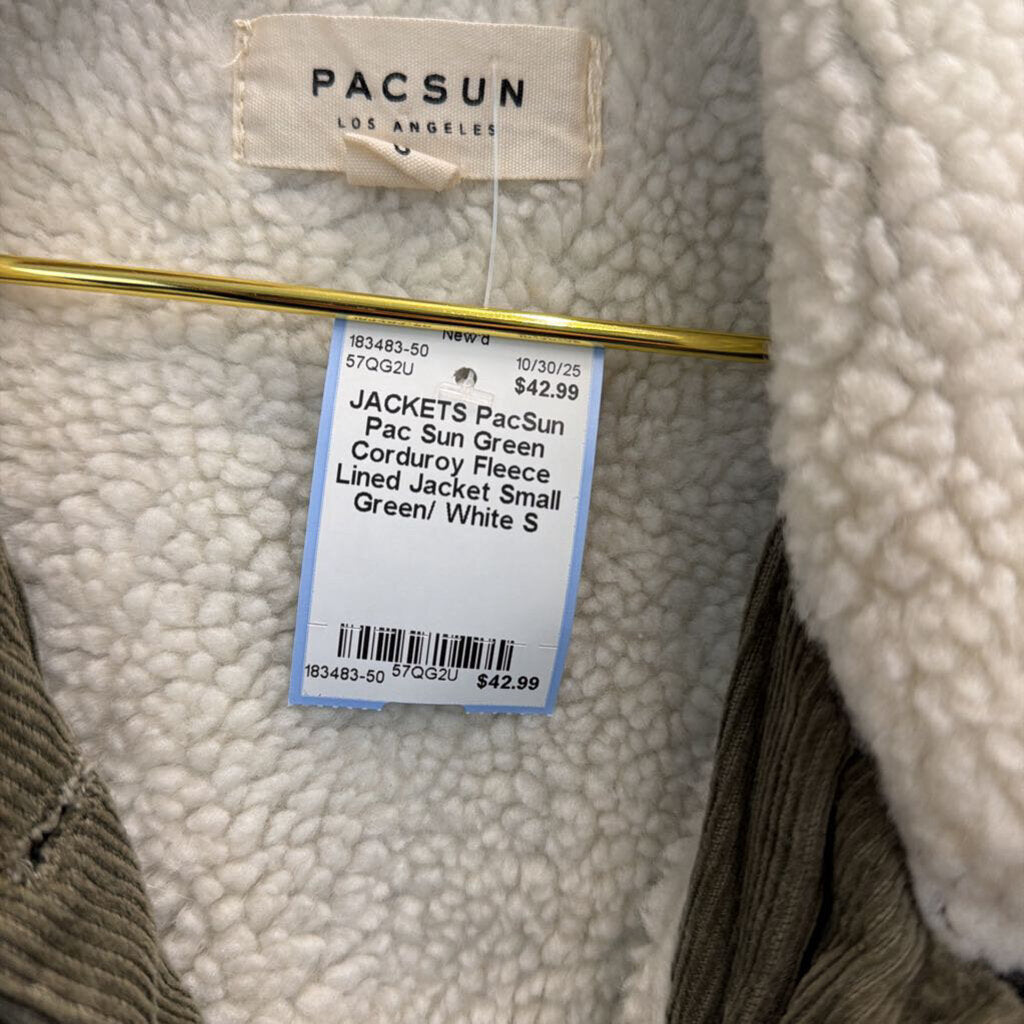 PACSUN
LOS ANGELES
New'd
183483-50
10/30/25
57QG2U
$42.99
JACKETS PacSun
Pac Sun Green
Corduroy Fleece
Lined Jacket Small
Green/ White S
183483-50 57QG2U $42.99